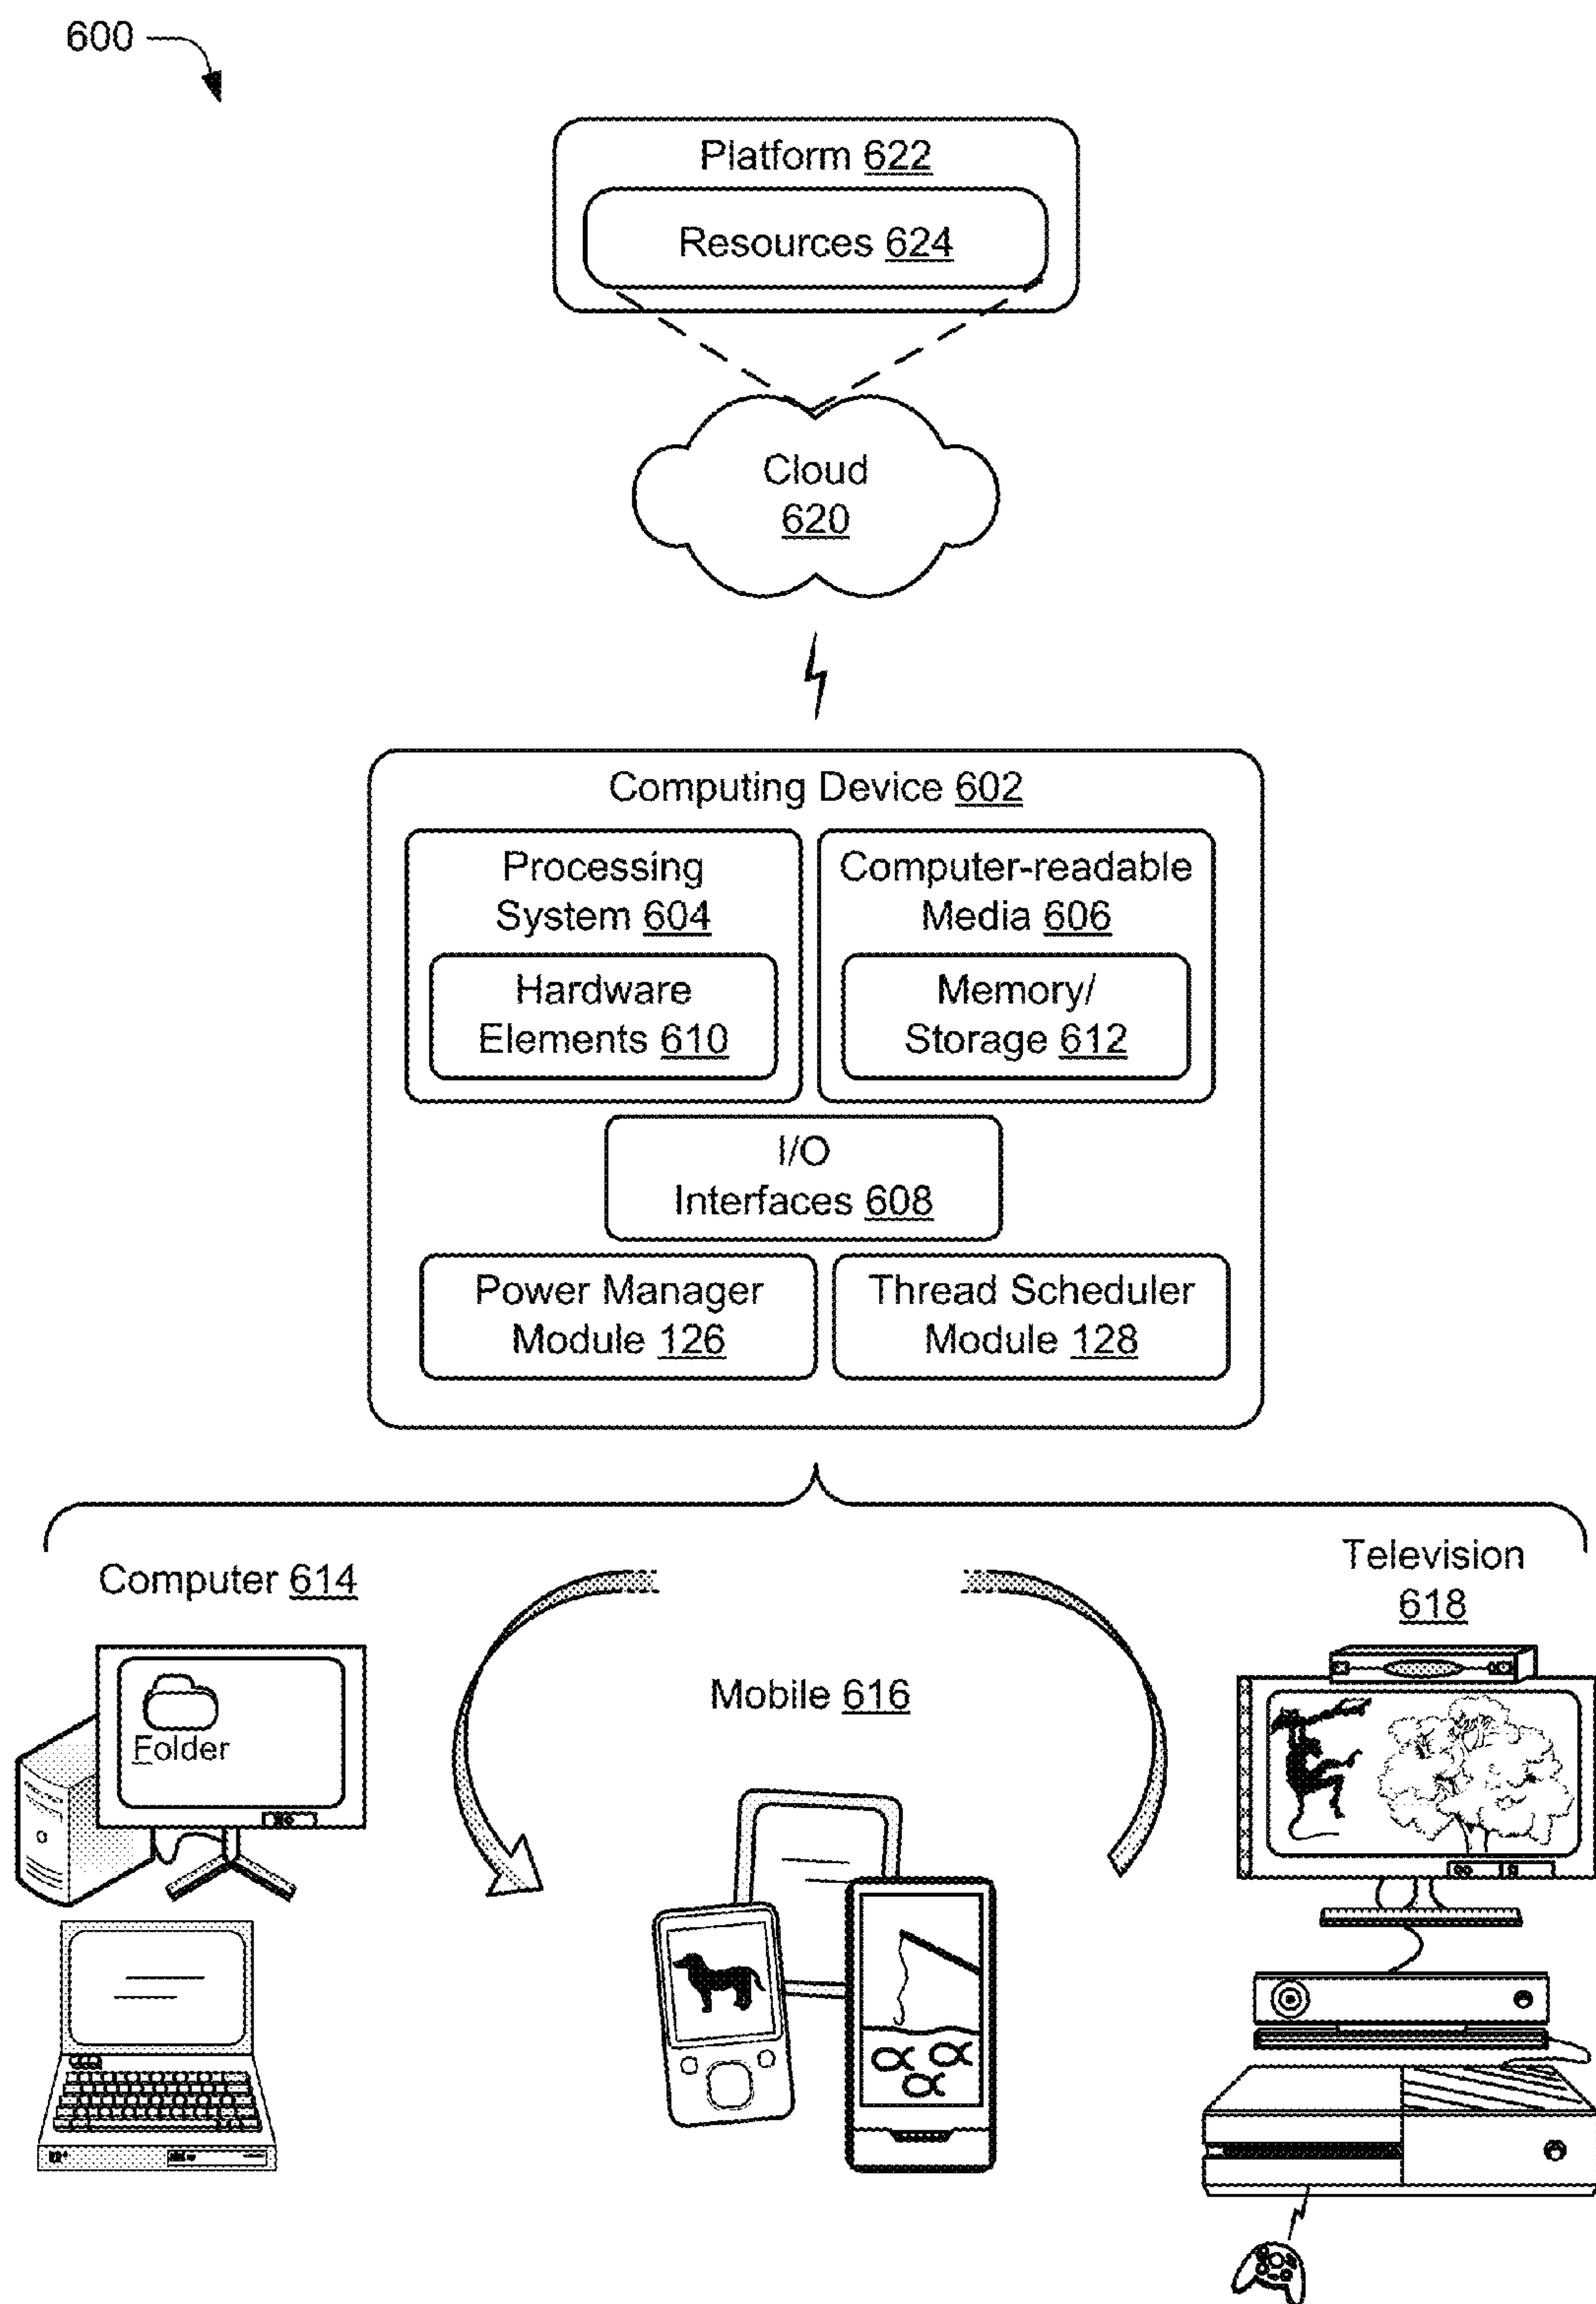 600
Platform 622
Resources 624
Cloud
620
Computing Device 602
Processing
System 604
Hardware
Elements 610
Computer-readable
Media 606
Memory/
Storage 612
I/O
Interfaces 608
Power Manager
Module 126
Thread Scheduler
Module 128
Computer 614
Folder
Mobile 616
Television
618